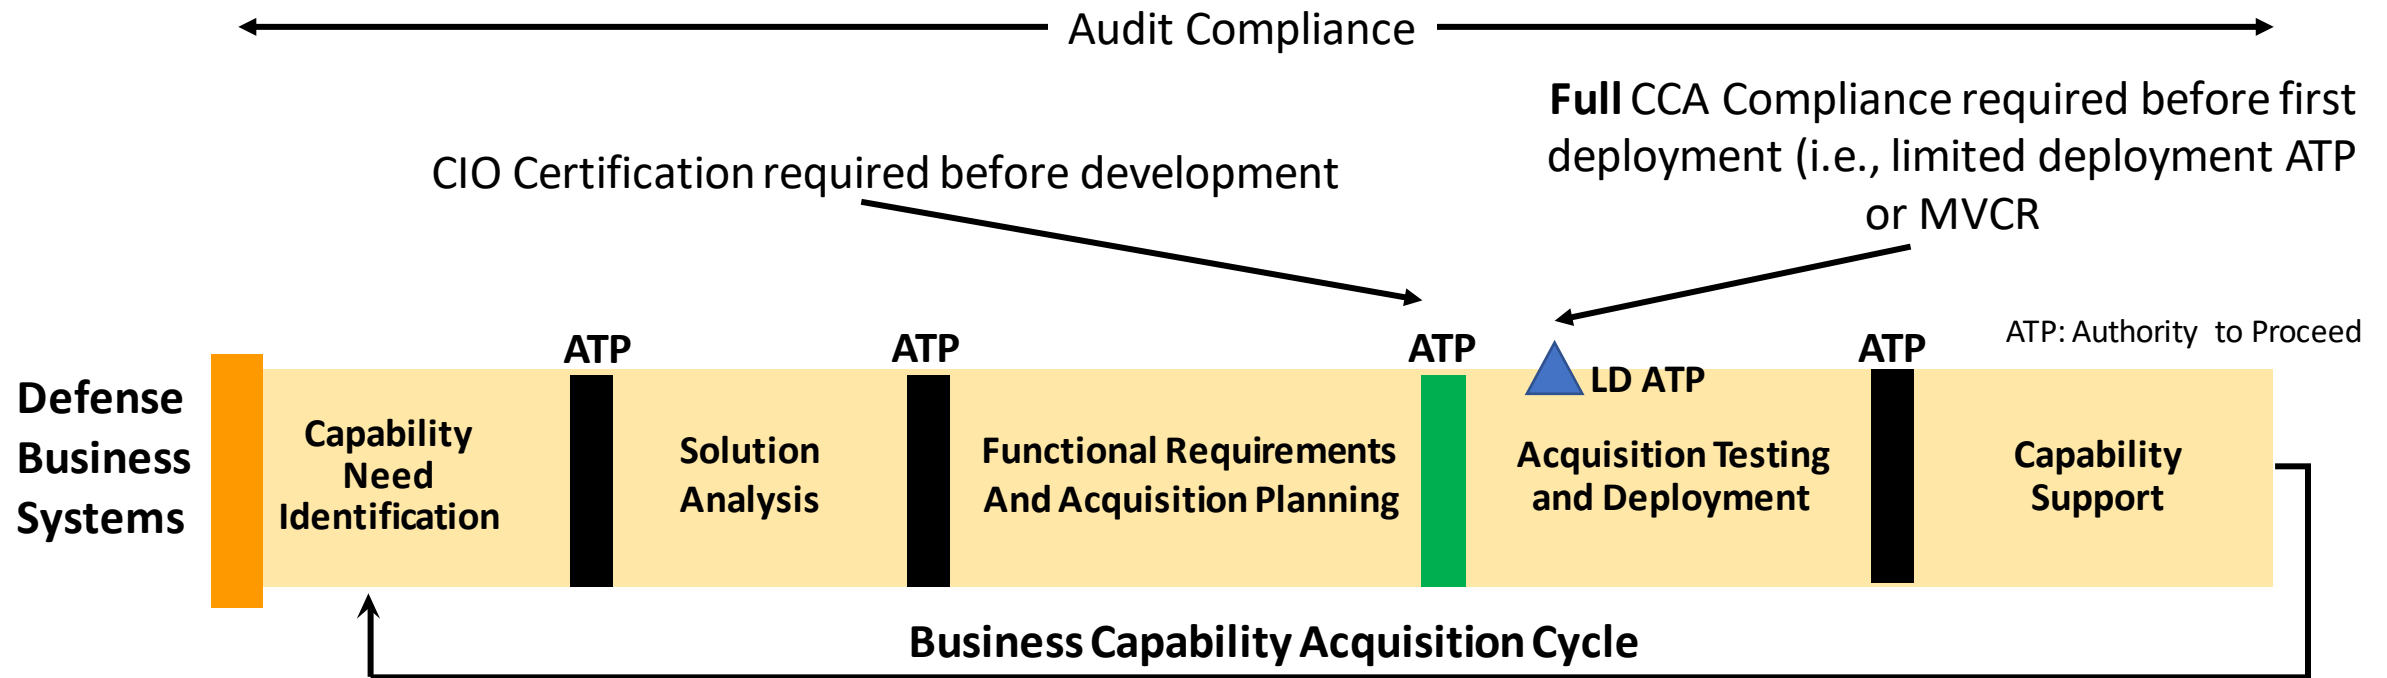 Audit Compliance
Full CCA Compliance required before first
deployment (i.e., limited deployment ATP
or MVCR
CIO Certification required before development
ATP: Authority to Proceed
ATP
ATP
ATP
ATP
LD ATP
Defense
Business
Systems
Capability
Need
Identification
Solution
Analysis
Functional Requirements
And Acquisition Planning
Acquisition Testing
and Deployment
Capability
Support
Business Capability Acquisition Cycle